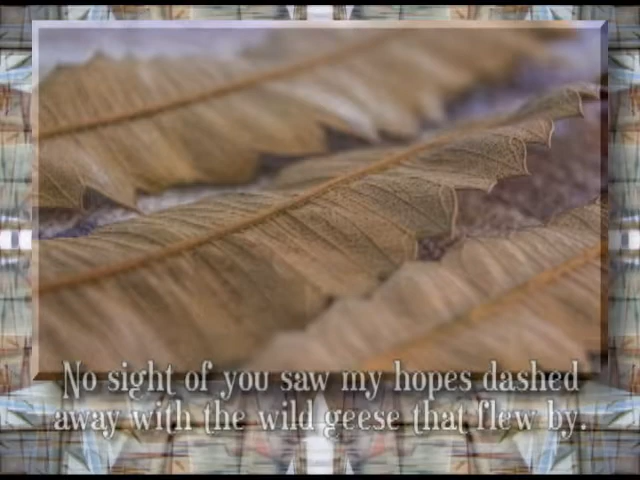 No sight of you saw my hopes dashed
away with the wild geese that flew by.